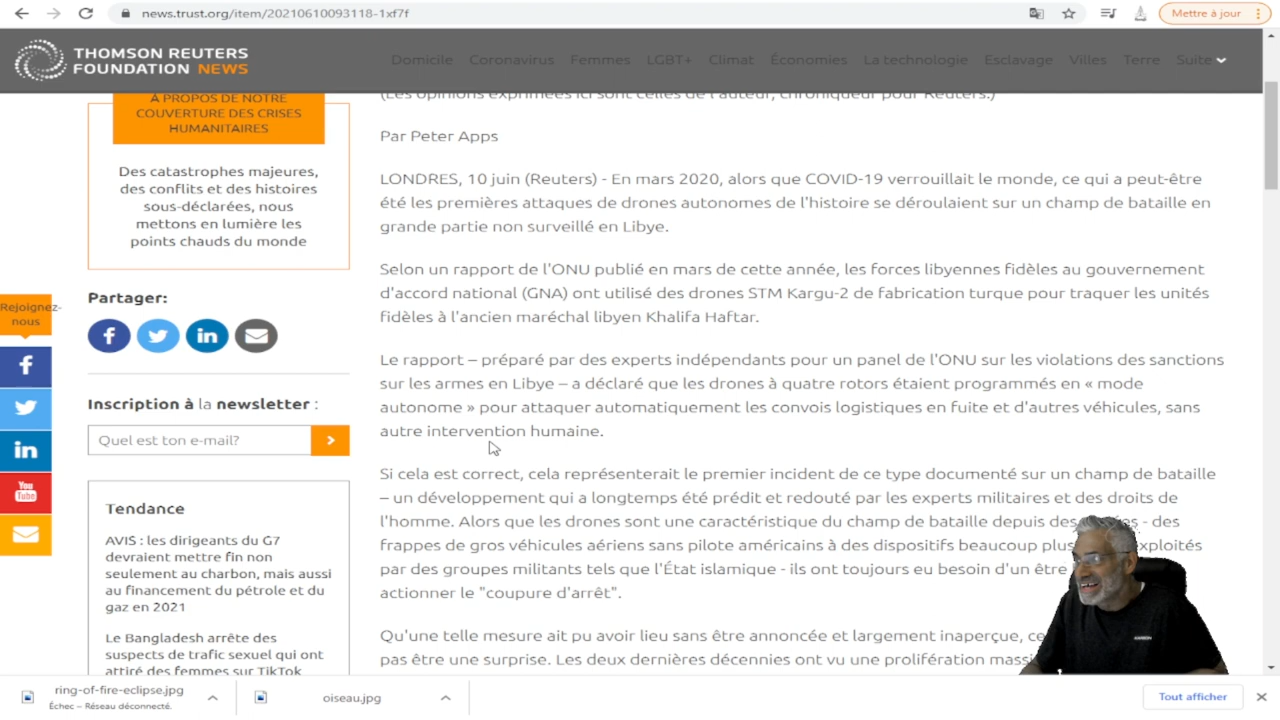 news.trust.org/item/20210610093118-1xf7f
Mettre à jour
THOMSON REUTERS
FOUNDATION NEWS
Domicile Coronavirus Femmes LGBT+ Climat Économies La technologie Esclavage Villes Terre Suite
À PROPOS DE NOTRE
COUVERTURE DES CRISES
HUMANITAIRES
Des catastrophes majeures,
des conflits et des histoires
sous-déclarées, nous
mettons en lumière les
points chauds du monde
Rejoignez-
nous
Partager:
Inscription à la newsletter :
Quel est ton e-mail?
Tendance
AVIS : les dirigeants du G7
devraient mettre fin non
seulement au charbon, mais aussi
au financement du pétrole et du
gaz en 2021
Le Bangladesh arrête des
suspects de trafic sexuel qui ont
attiré des femmes sur TikTok
(Les opinions exprimées ici sont celles de l'auteur, chroniqueur pour Reuters.)
Par Peter Apps
LONDRES, 10 juin (Reuters) - En mars 2020, alors que COVID-19 verrouillait le monde, ce qui a peut-être
été les premières attaques de drones autonomes de l'histoire se déroulaient sur un champ de bataille en
grande partie non surveillé en Libye.
Selon un rapport de l'ONU publié en mars de cette année, les forces libyennes fidèles au gouvernement
d'accord national (GNA) ont utilisé des drones STM Kargu-2 de fabrication turque pour traquer les unités
fidèles à l'ancien maréchal libyen Khalifa Haftar.
Le rapport – préparé par des experts indépendants pour un panel de l'ONU sur les violations des sanctions
sur les armes en Libye – a déclaré que les drones à quatre rotors étaient programmés en « mode
autonome » pour attaquer automatiquement les convois logistiques en fuite et d'autres véhicules, sans
autre intervention humaine.
Si cela est correct, cela représenterait le premier incident de ce type documenté sur un champ de bataille
– un développement qui a longtemps été prédit et redouté par les experts militaires et des droits de
l'homme. Alors que les drones sont une caractéristique du champ de bataille depuis des - des
frappes de gros véhicules aériens sans pilote américains à des dispositifs beaucoup plus exploités
par des groupes militants tels que l'État islamique - ils ont toujours eu besoin d'un être
actionner le "coupure d'arrêt".
Qu'une telle mesure ait pu avoir lieu sans être annoncée et largement inaperçue,
pas être une surprise. Les deux dernières décennies ont vu une prolifération
ring-of-fire-eclipse.jpg
Échec – Réseau déconnecté.
oiseau.jpg
Tout afficher